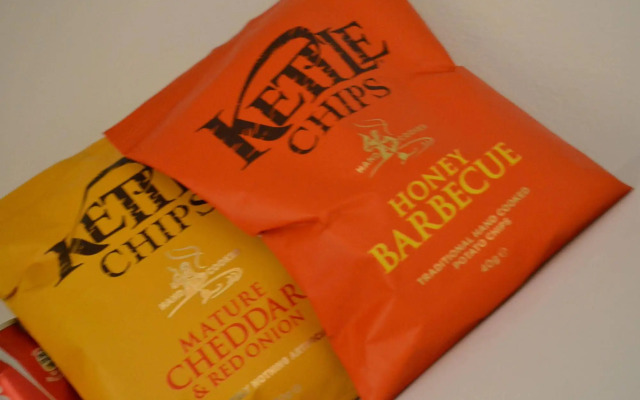 KETTLE
CHIPS
HAND COOKED
HONEY
BARBECUE
TRADITIONAL HAND COOKED
POTATO CHIPS
40g e
KETTLE
CHIPS
HAND COOKED
MATURE
CHEDDAR
& RED ONION
NOTHING